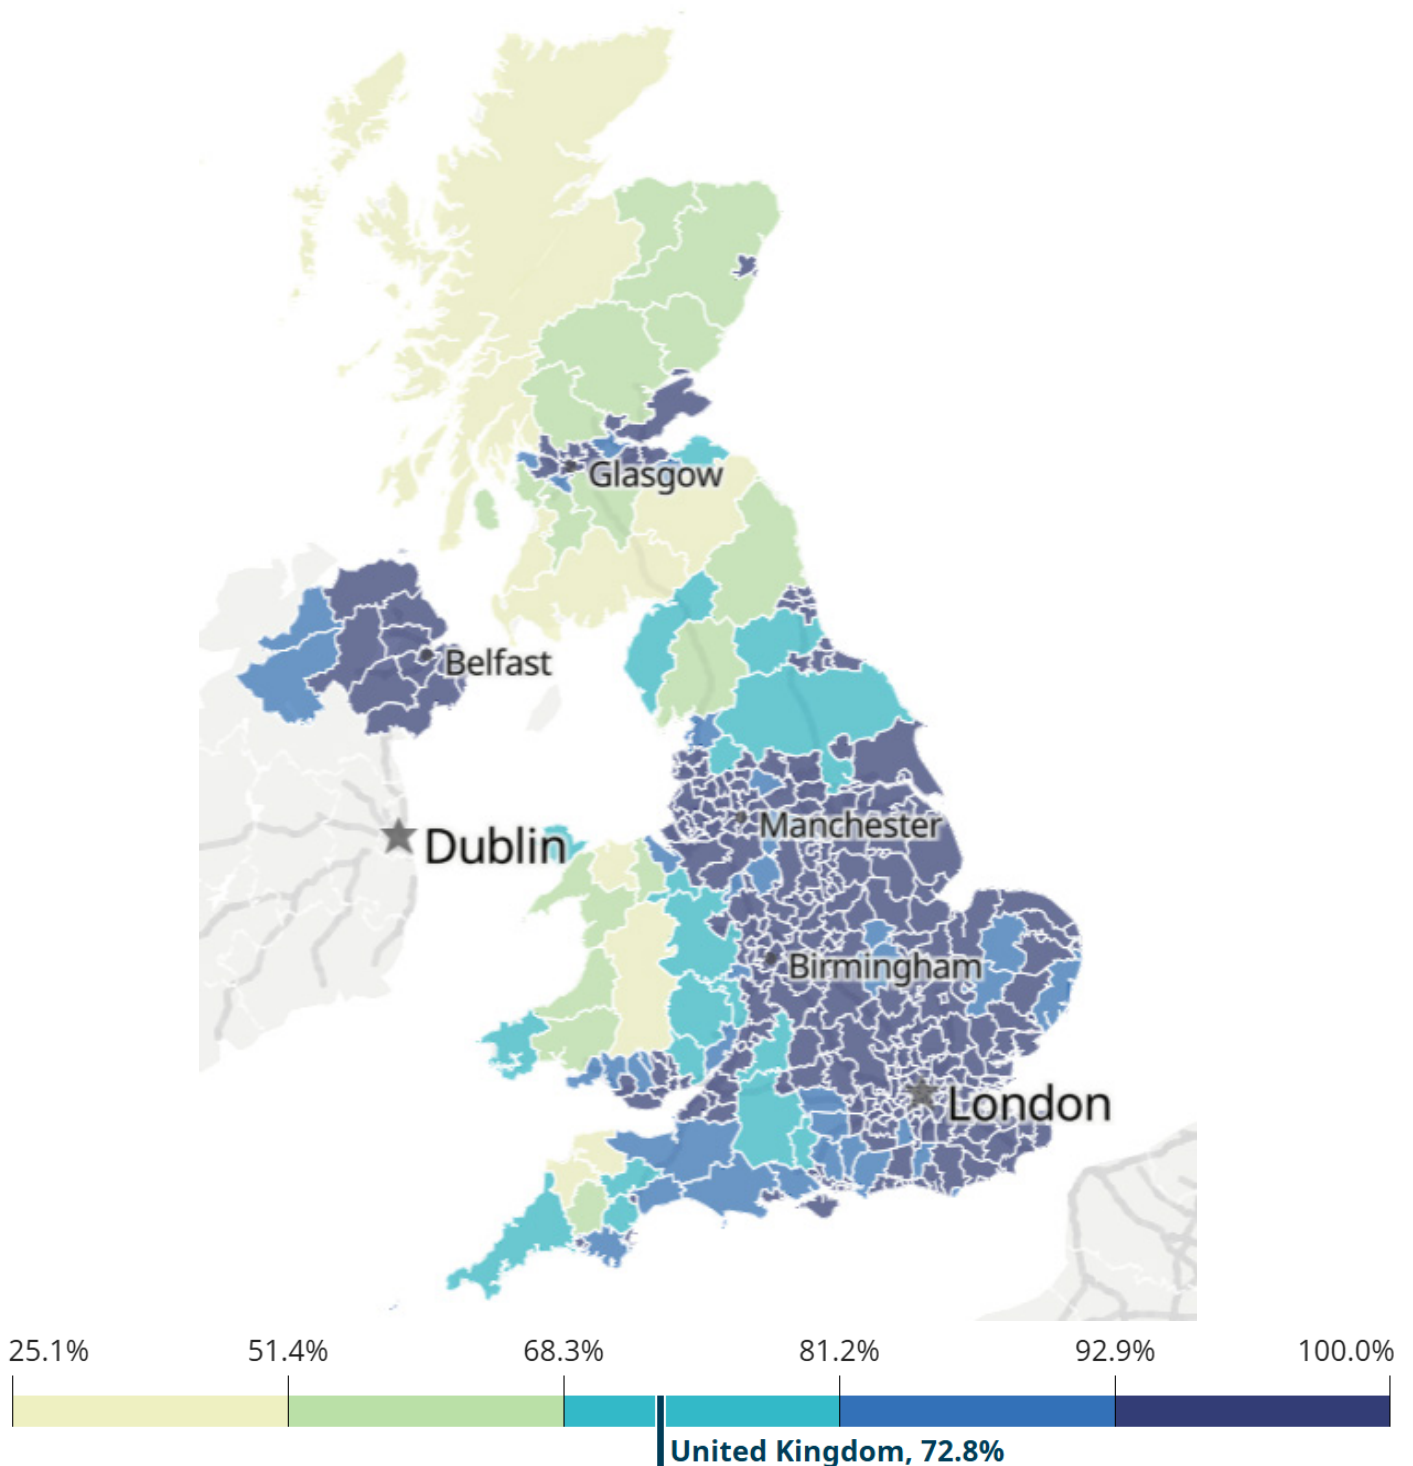 Glasgow
Belfast
Manchester
Dublin
Birmingham
London
25.1% 51.4% 68.3% 81.2% 92.9% 100.0%
United Kingdom, 72.8%